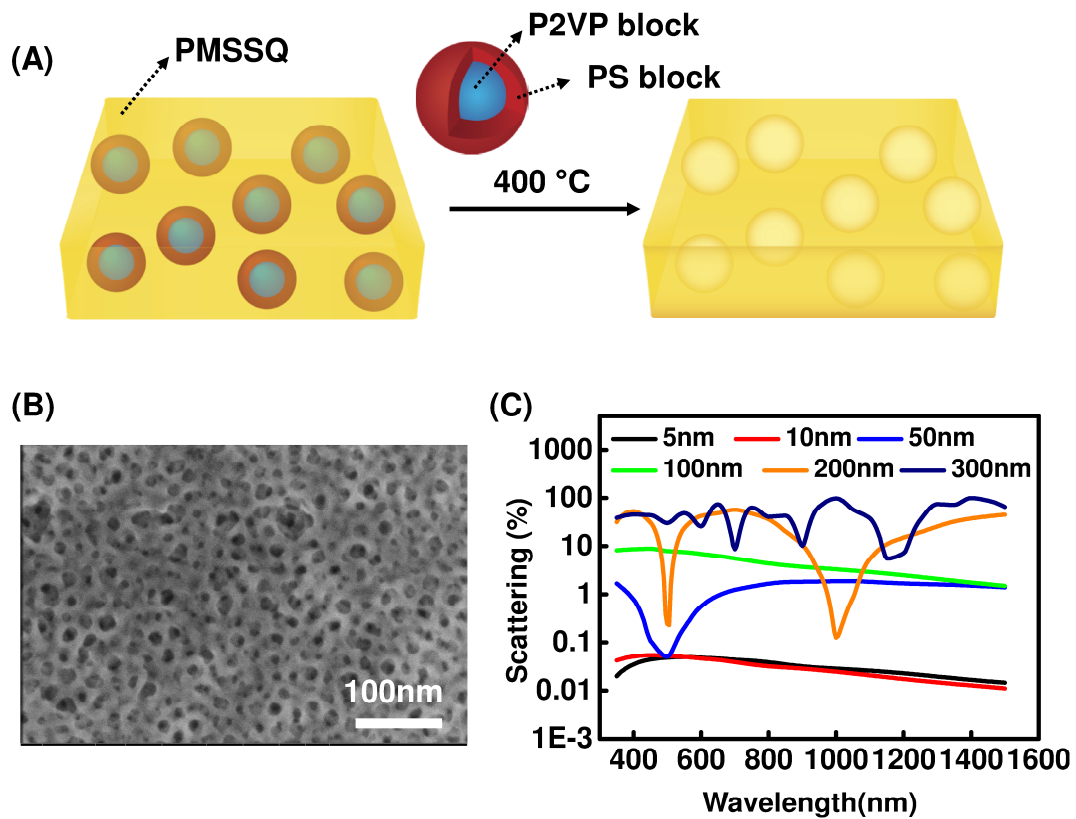 (A)
PMSSQ
P2VP block
PS block
400 °C
(B)
100nm
(C)
5nm 10nm 50nm
100nm 200nm 300nm
Scattering (%)
1000
100
10
1
0.1
0.01
1E-3
400 600 800 1000 1200 1400 1600
Wavelength(nm)